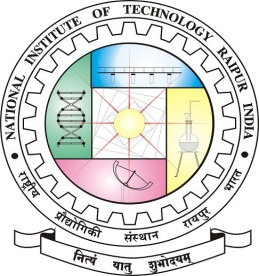 • NATIONAL INSTITUTE OF TECHNOLOGY RAIPUR INDIA •
राष्ट्रीय प्रौद्योगिकी संस्थान रायपुर भारत
नित्यं यातु शुभोदयम्